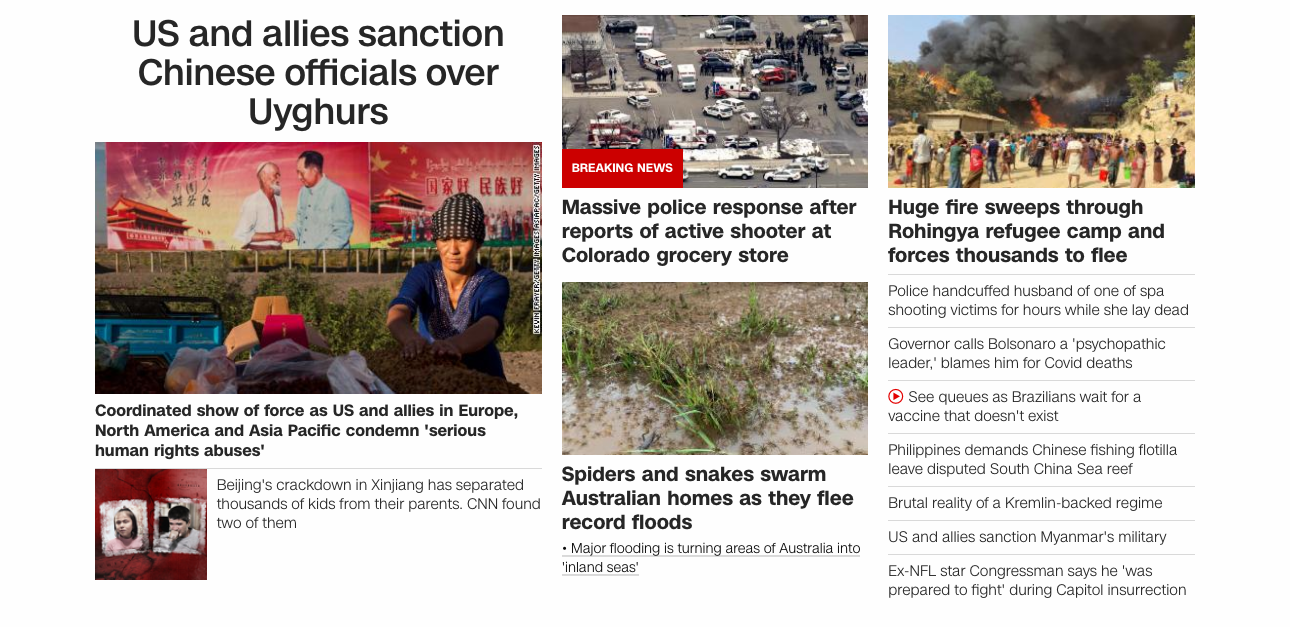 US and allies sanction
Chinese officials over
Uyghurs
国家好 民族好
KEVIN FRAYER/GETTY IMAGES ASIAPAC/GETTY IMAGES
Coordinated show of force as US and allies in Europe,
North America and Asia Pacific condemn 'serious
human rights abuses'
Beijing's crackdown in Xinjiang has separated
thousands of kids from their parents. CNN found
two of them
BREAKING NEWS
Massive police response after
reports of active shooter at
Colorado grocery store
Spiders and snakes swarm
Australian homes as they flee
record floods
• Major flooding is turning areas of Australia into
'inland seas'
Huge fire sweeps through
Rohingya refugee camp and
forces thousands to flee
Police handcuffed husband of one of spa
shooting victims for hours while she lay dead
Governor calls Bolsonaro a 'psychopathic
leader,' blames him for Covid deaths
See queues as Brazilians wait for a
vaccine that doesn't exist
Philippines demands Chinese fishing flotilla
leave disputed South China Sea reef
Brutal reality of a Kremlin-backed regime
US and allies sanction Myanmar's military
Ex-NFL star Congressman says he 'was
prepared to fight' during Capitol insurrection